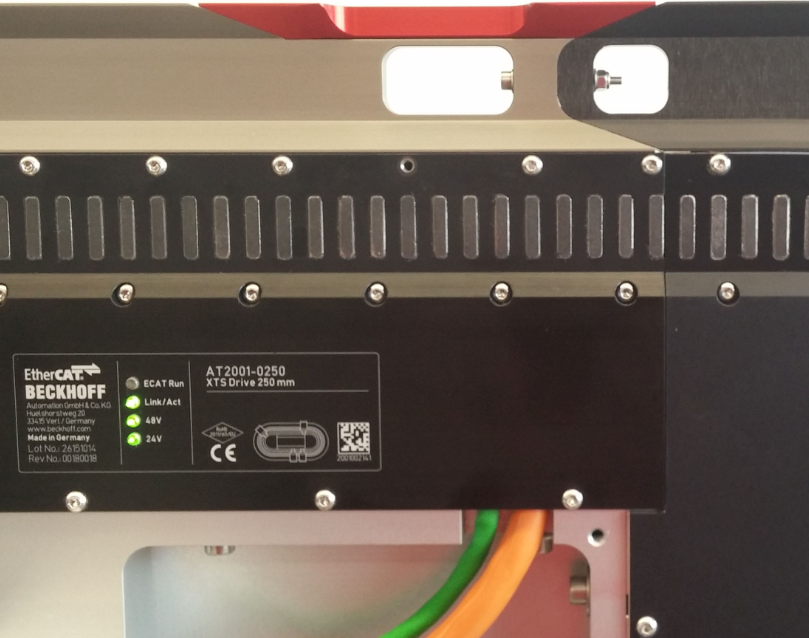 EtherCAT®
BECKHOFF
Automation GmbH & Co. KG
Huelshorstweg 20
33415 Verl / Germany
www.beckhoff.com
Made in Germany
Lot No.: 26151014
Rev No.: 00180018
ECAT Run
Link/Act
48V
24V
AT2001-0250
XTS Drive 250 mm
RoHS
CE